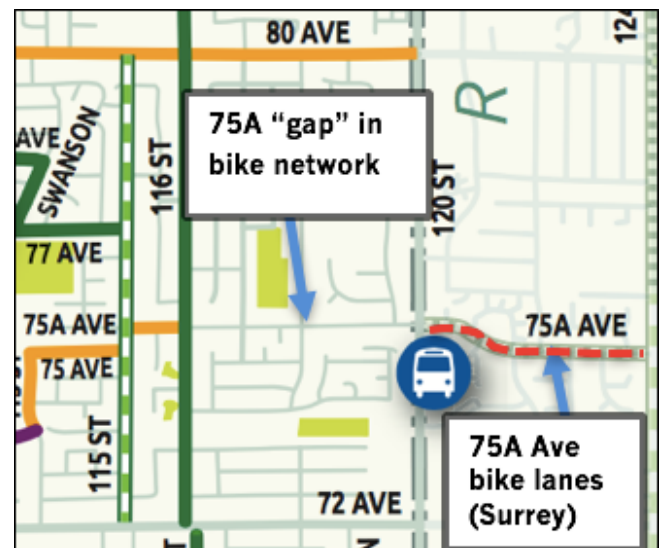 80 AVE
124
R
75A “gap” in
bike network
AVE
SWANSON
116 ST
120 ST
77 AVE
75A AVE
75A AVE
75 AVE
115 ST
75A Ave
bike lanes
(Surrey)
72 AVE